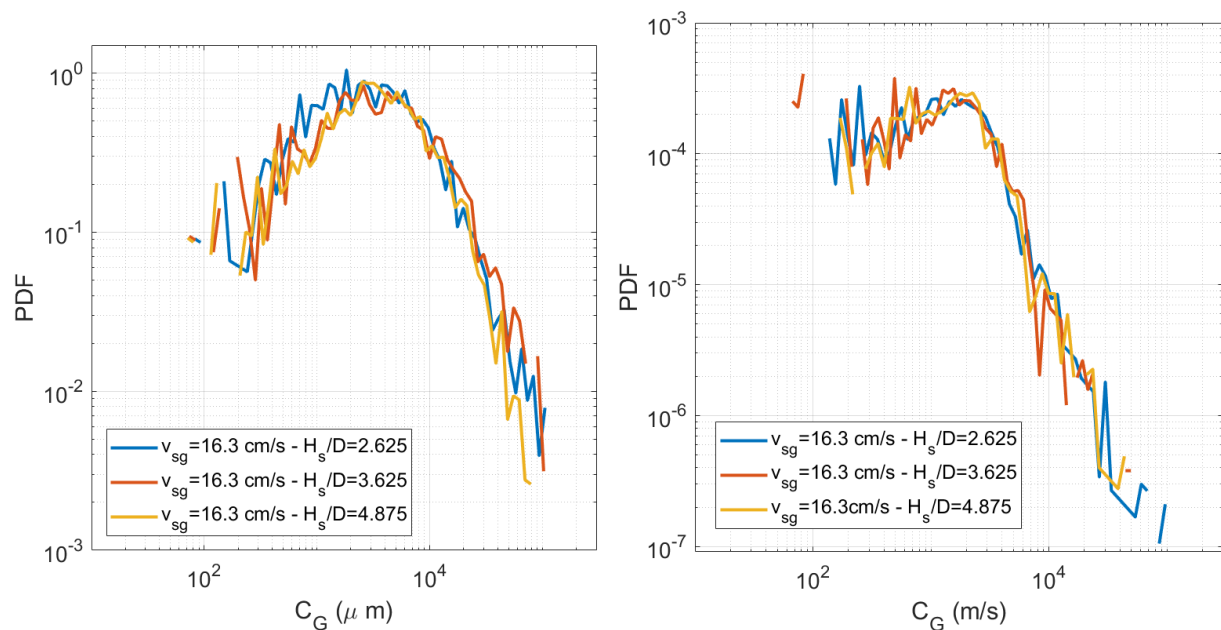 10^0
10^-1
10^-2
10^-3
PDF
10^2
10^4
C_G (μ m)
v_sg=16.3 cm/s - H_s/D=2.625
v_sg=16.3 cm/s - H_s/D=3.625
v_sg=16.3 cm/s - H_s/D=4.875
10^-3
10^-4
10^-5
10^-6
10^-7
PDF
10^2
10^4
C_G (m/s)
v_sg=16.3 cm/s - H_s/D=2.625
v_sg=16.3 cm/s - H_s/D=3.625
v_sg=16.3cm/s - H_s/D=4.875